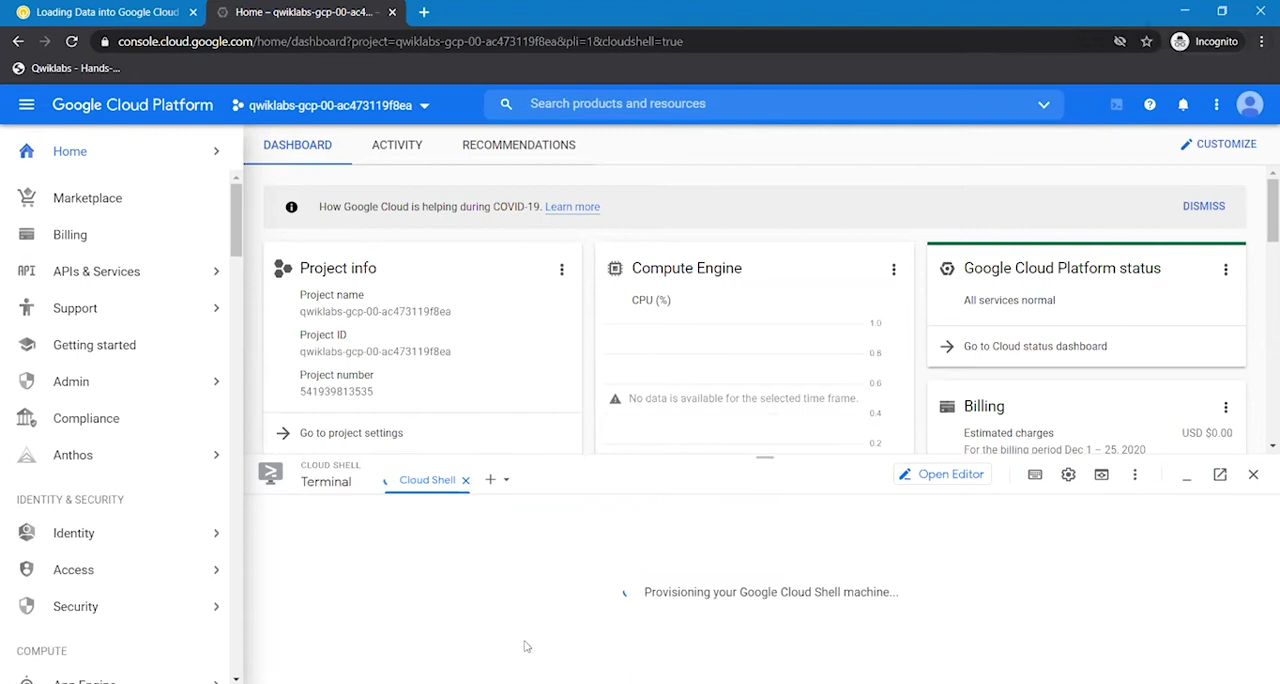 Loading Data into Google Cloud
Home – qwiklabs-gcp-00-ac4...
console.cloud.google.com/home/dashboard?project=qwiklabs-gcp-00-ac473119f8ea&pli=1&cloudshell=true
Incognito
Qwiklabs - Hands-...
Google Cloud Platform
qwiklabs-gcp-00-ac473119f8ea
Search products and resources
Home
Marketplace
Billing
API APIs & Services
Support
Getting started
Admin
Compliance
Anthos
IDENTITY & SECURITY
Identity
Access
Security
COMPUTE
App Engine
DASHBOARD
ACTIVITY
RECOMMENDATIONS
CUSTOMIZE
How Google Cloud is helping during COVID-19. Learn more
DISMISS
Project info
Project name
qwiklabs-gcp-00-ac473119f8ea
Project ID
qwiklabs-gcp-00-ac473119f8ea
Project number
541939813535
Go to project settings
Compute Engine
CPU (%)
1.0
0.8
0.6
No data is available for the selected time frame.
0.4
0.2
Google Cloud Platform status
All services normal
Go to Cloud status dashboard
Billing
Estimated charges
USD $0.00
For the billing period Dec 1 – 25, 2020
CLOUD SHELL
Terminal
Cloud Shell
Open Editor
Provisioning your Google Cloud Shell machine...